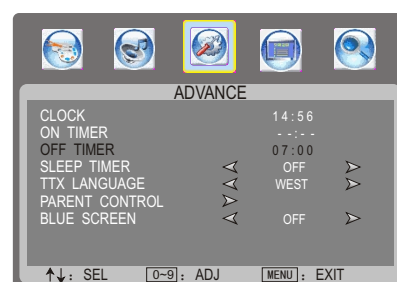 ADVANCE
CLOCK 14:56
ON TIMER --:--
OFF TIMER 07:00
SLEEP TIMER OFF
TTX LANGUAGE WEST
PARENT CONTROL
BLUE SCREEN OFF
↑↓: SEL 0~9: ADJ MENU: EXIT